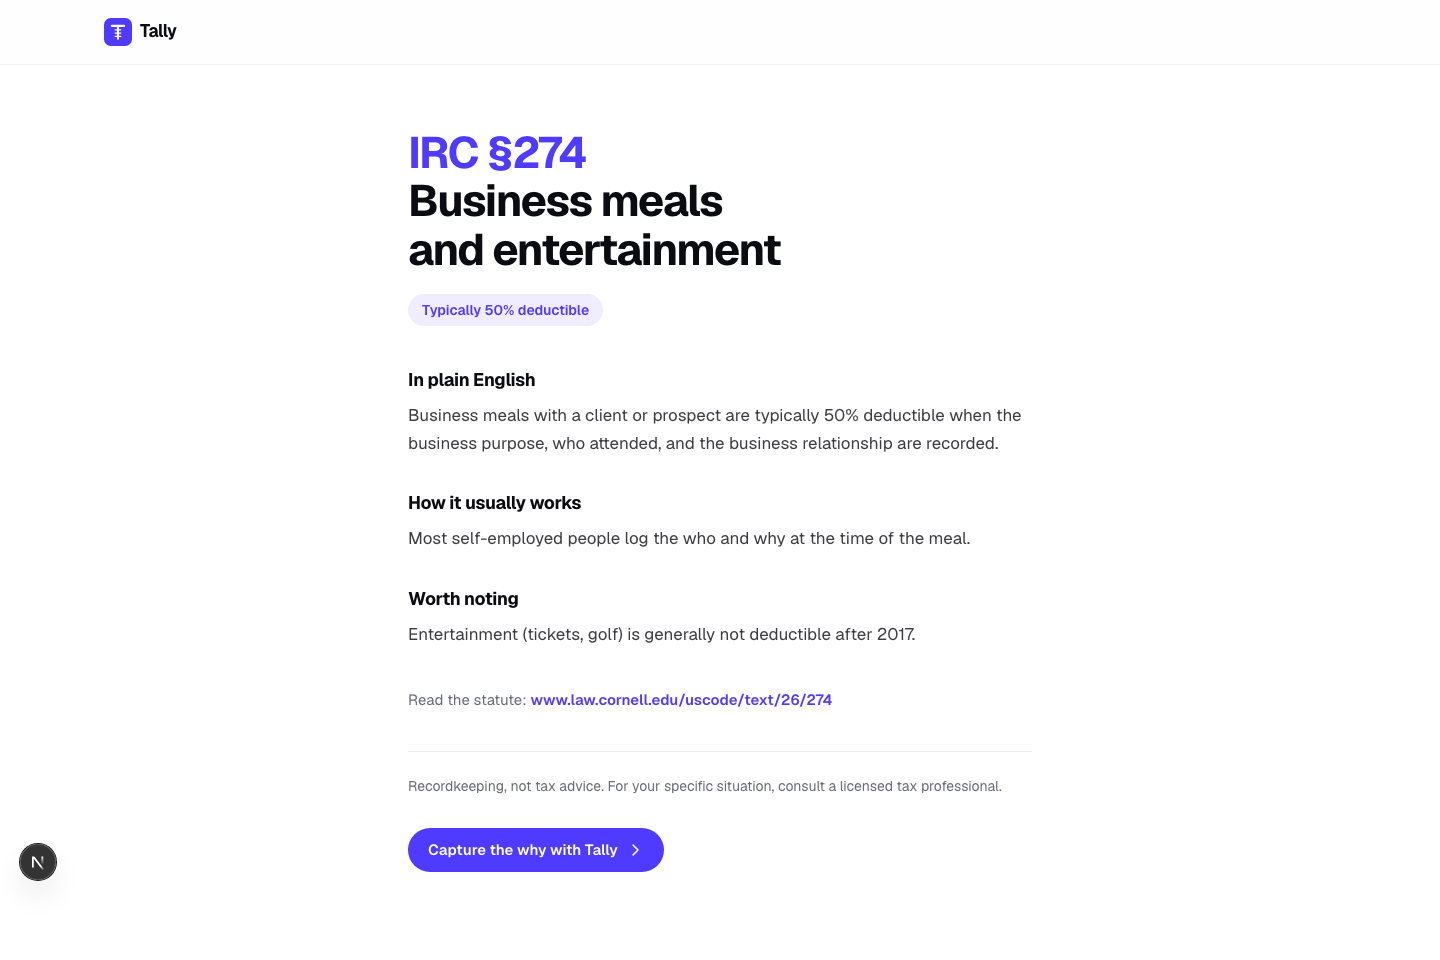 Tally
IRC §274
Business meals
and entertainment
Typically 50% deductible
In plain English
Business meals with a client or prospect are typically 50% deductible when the
business purpose, who attended, and the business relationship are recorded.
How it usually works
Most self-employed people log the who and why at the time of the meal.
Worth noting
Entertainment (tickets, golf) is generally not deductible after 2017.
Read the statute: www.law.cornell.edu/uscode/text/26/274
Recordkeeping, not tax advice. For your specific situation, consult a licensed tax professional.
Capture the why with Tally
N